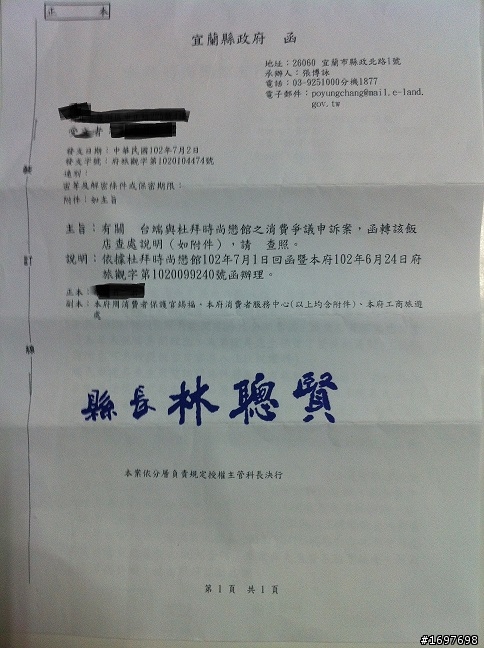 正本
宜蘭縣政府 函
地址：26060 宜蘭市縣政北路1號
承辦人：張博詠
電話：03-9251000分機1877
電子郵件：poyungchang@mail.e-land.
gov.tw
受文者
發文日期：中華民國102年7月2日
發文字號：府旅觀字第1020104474號
速別：
密等及解密條件或保密期限：
附件：如主旨
主旨：有關 台端與杜拜時尚戀館之消費爭議申訴案，函轉該飯
店查處說明（如附件），請 查照。
說明：依據杜拜時尚戀館102年7月1日回函暨本府102年6月24日府
旅觀字第1020099240號函辦理。
正本：
副本：本府消費者保護官、本府消費者服務中心(以上均含附件)、本府工商旅遊
處
裝
訂
線
縣長林聰賢
本案依分層負責規定授權主管科長決行
第1頁 共1頁
#1697698